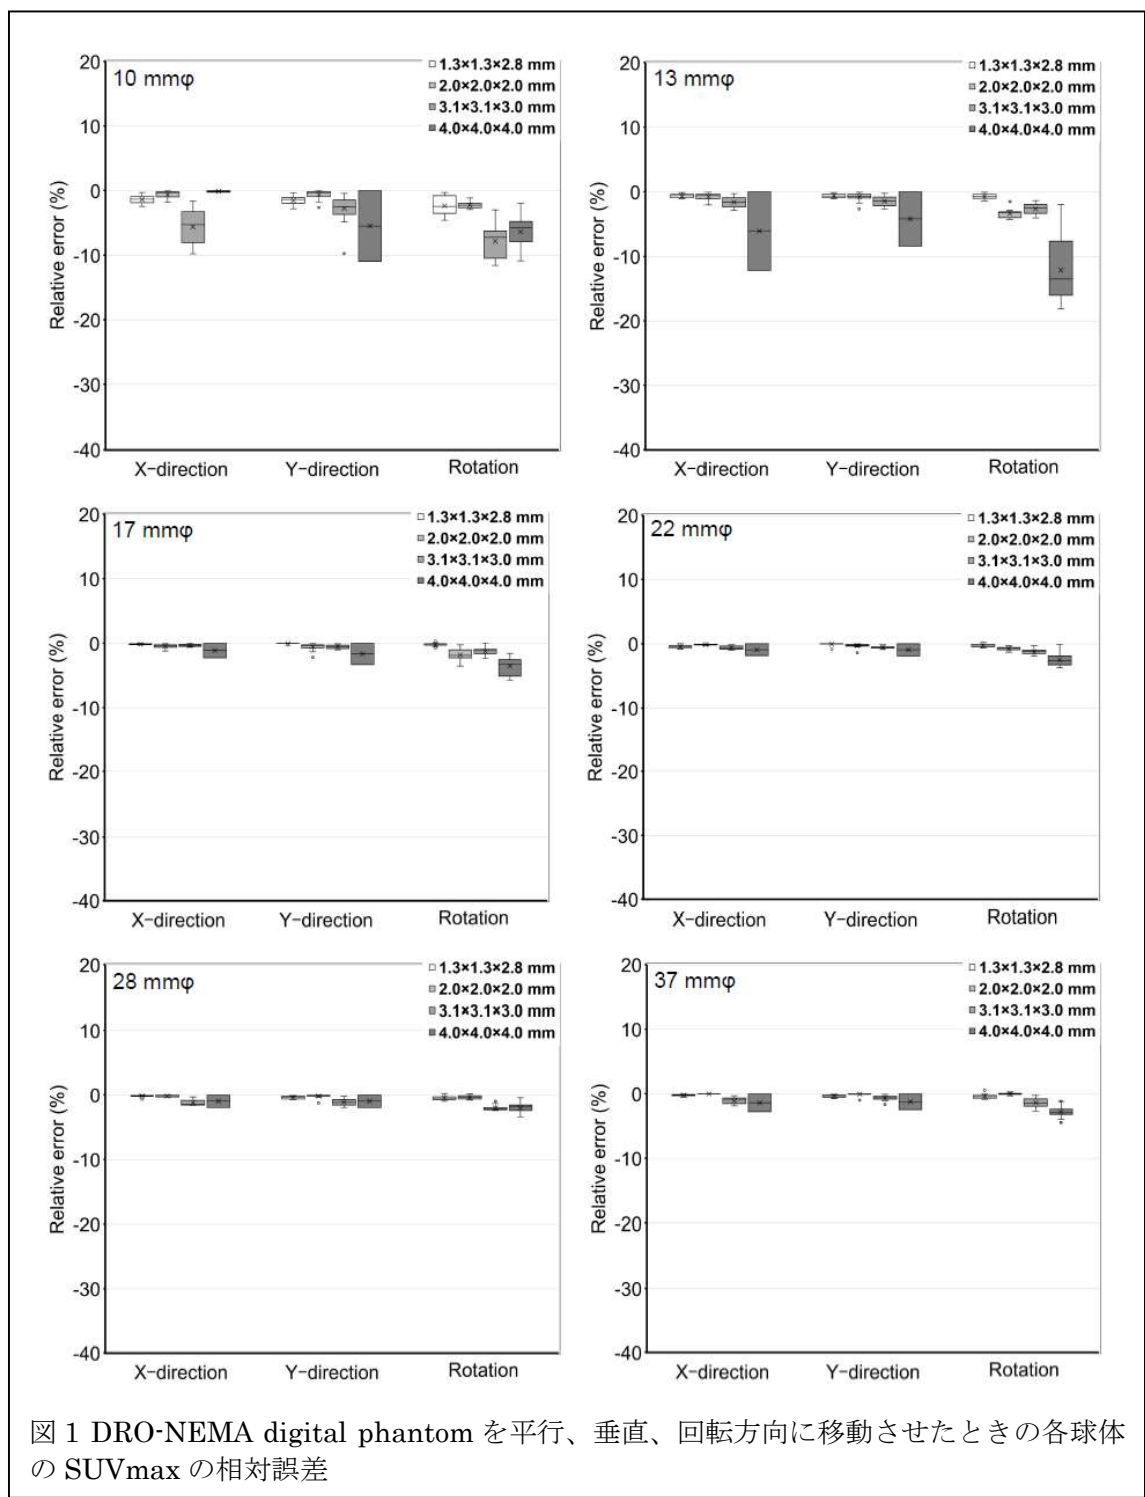 10 mmφ
1.3×1.3×2.8 mm
2.0×2.0×2.0 mm
3.1×3.1×3.0 mm
4.0×4.0×4.0 mm
20
10
0
-10
-20
-30
-40
Relative error (%)
X-direction Y-direction Rotation
13 mmφ
1.3×1.3×2.8 mm
2.0×2.0×2.0 mm
3.1×3.1×3.0 mm
4.0×4.0×4.0 mm
20
10
0
-10
-20
-30
-40
Relative error (%)
X-direction Y-direction Rotation
17 mmφ
1.3×1.3×2.8 mm
2.0×2.0×2.0 mm
3.1×3.1×3.0 mm
4.0×4.0×4.0 mm
20
10
0
-10
-20
-30
-40
Relative error (%)
X-direction Y-direction Rotation
22 mmφ
1.3×1.3×2.8 mm
2.0×2.0×2.0 mm
3.1×3.1×3.0 mm
4.0×4.0×4.0 mm
20
10
0
-10
-20
-30
-40
Relative error (%)
X-direction Y-direction Rotation
28 mmφ
1.3×1.3×2.8 mm
2.0×2.0×2.0 mm
3.1×3.1×3.0 mm
4.0×4.0×4.0 mm
20
10
0
-10
-20
-30
-40
Relative error (%)
X-direction Y-direction Rotation
37 mmφ
1.3×1.3×2.8 mm
2.0×2.0×2.0 mm
3.1×3.1×3.0 mm
4.0×4.0×4.0 mm
20
10
0
-10
-20
-30
-40
Relative error (%)
X-direction Y-direction Rotation
図 1 DRO-NEMA digital phantom を平行、垂直、回転方向に移動させたときの各球体
の SUVmax の相対誤差